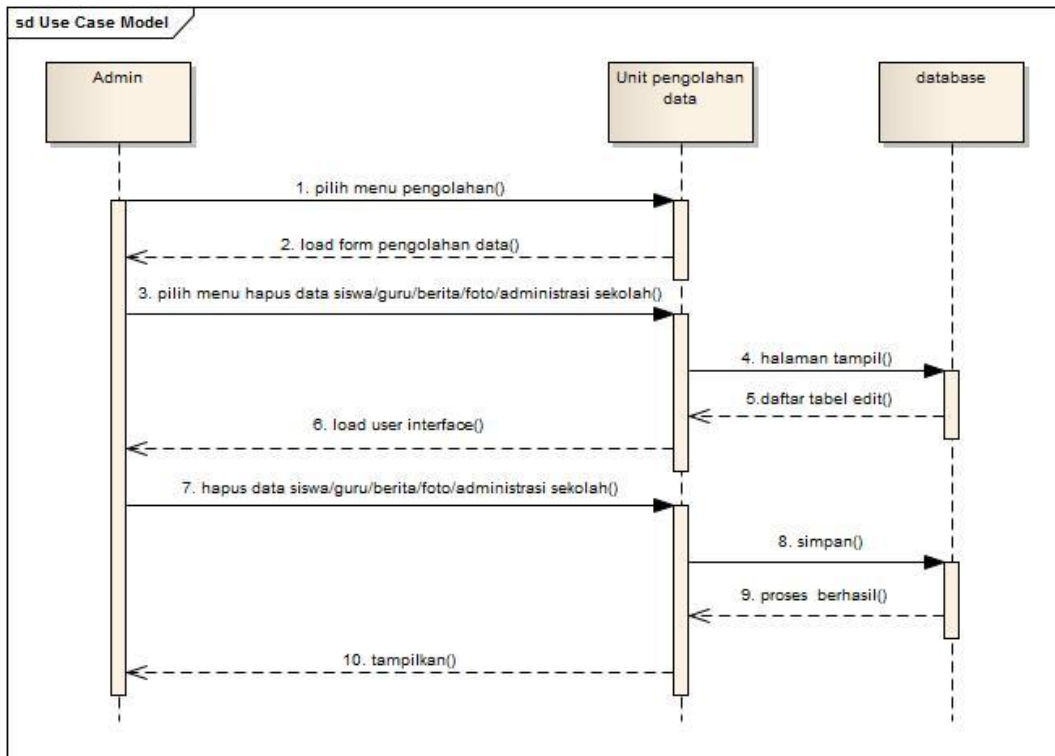 sd Use Case Model
Admin
Unit pengolahan
data
database
1. pilih menu pengolahan()
2. load form pengolahan data()
3. pilih menu hapus data siswa/guru/berita/foto/administrasi sekolah()
4. halaman tampil()
5.daftar tabel edit()
6. load user interface()
7. hapus data siswa/guru/berita/foto/administrasi sekolah()
8. simpan()
9. proses  berhasil()
10. tampilkan()